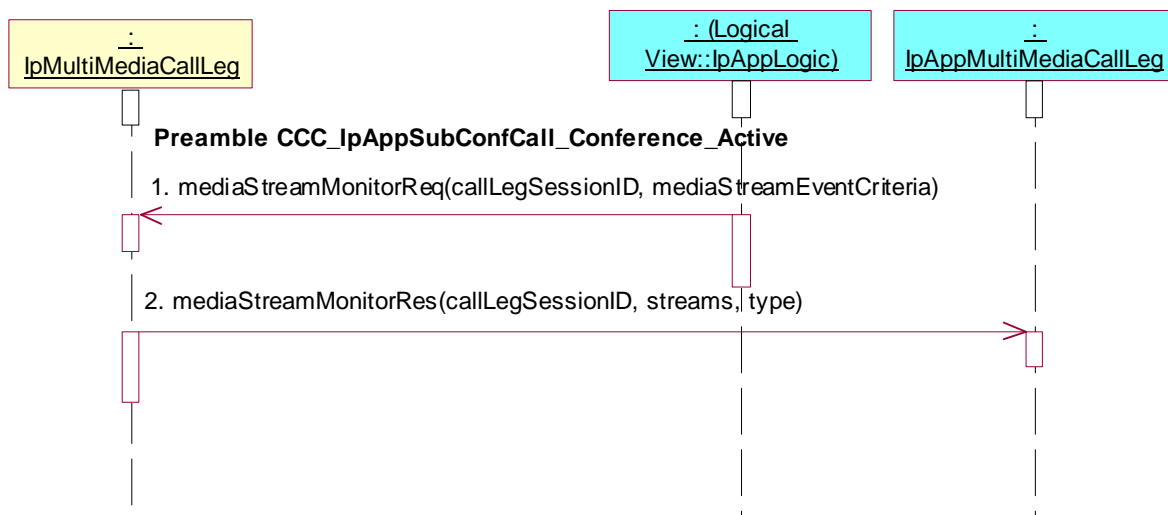 :
IpMultiMediaCallLeg
: (Logical
View::IpAppLogic)
:
IpAppMultiMediaCallLeg
Preamble CCC_IpAppSubConfCall_Conference_Active
1. mediaStreamMonitorReq(callLegSessionID, mediaStreamEventCriteria)
2. mediaStreamMonitorRes(callLegSessionID, streams, type)